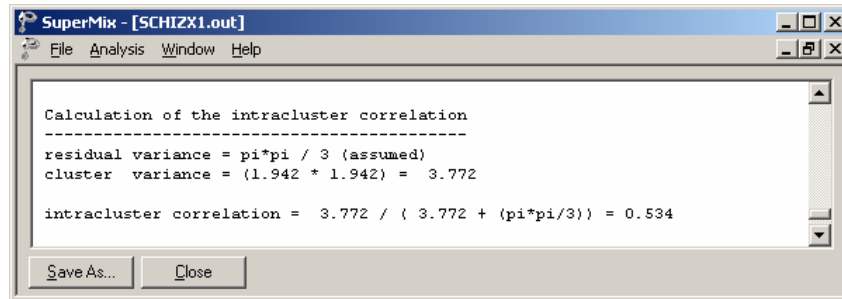 SuperMix - [SCHIZX1.out]
File Analysis Window Help
Calculation of the intracluster correlation
-------------------------------------------
residual variance = pi*pi / 3 (assumed)
cluster  variance = (1.942 * 1.942) =  3.772
intracluster correlation =  3.772 / ( 3.772 + (pi*pi/3)) = 0.534
Save As... Close